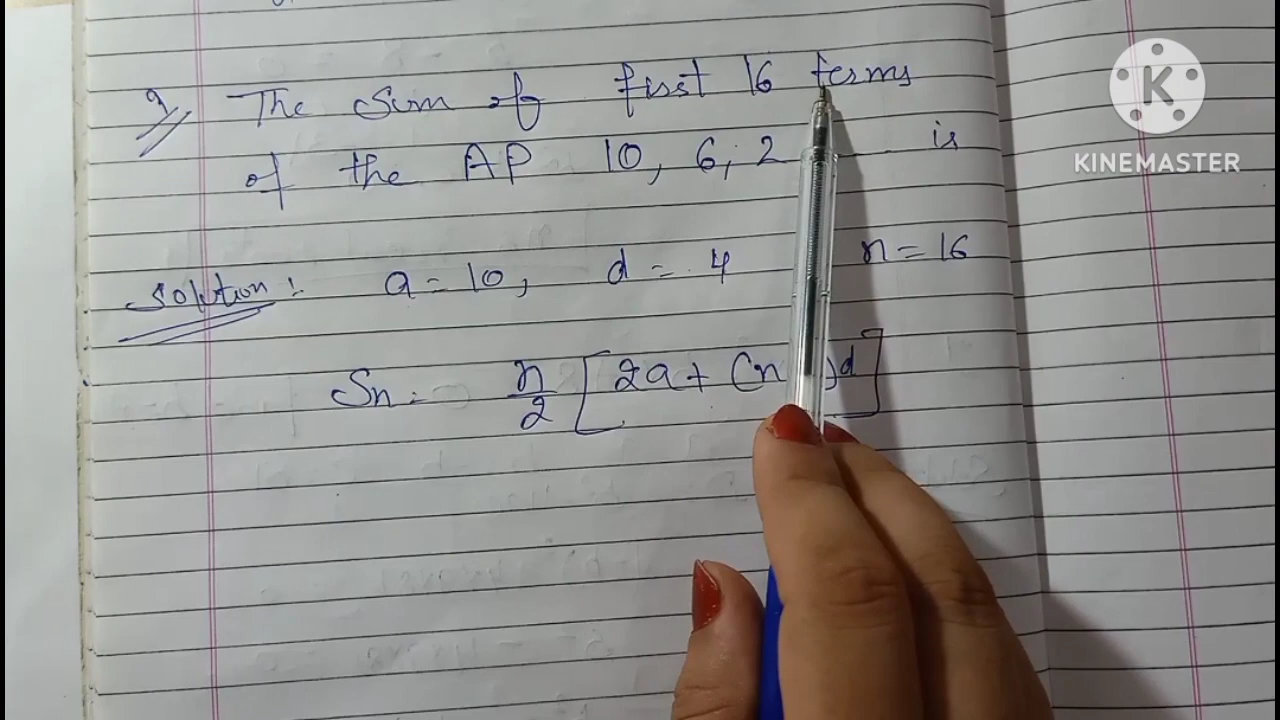 Q The Sum of first 16 terms
of the AP 10, 6, 2 is
Solution: a = 10, d = 4 n = 16
Sn = n/2 [2a + (n )d]
KINEMASTER